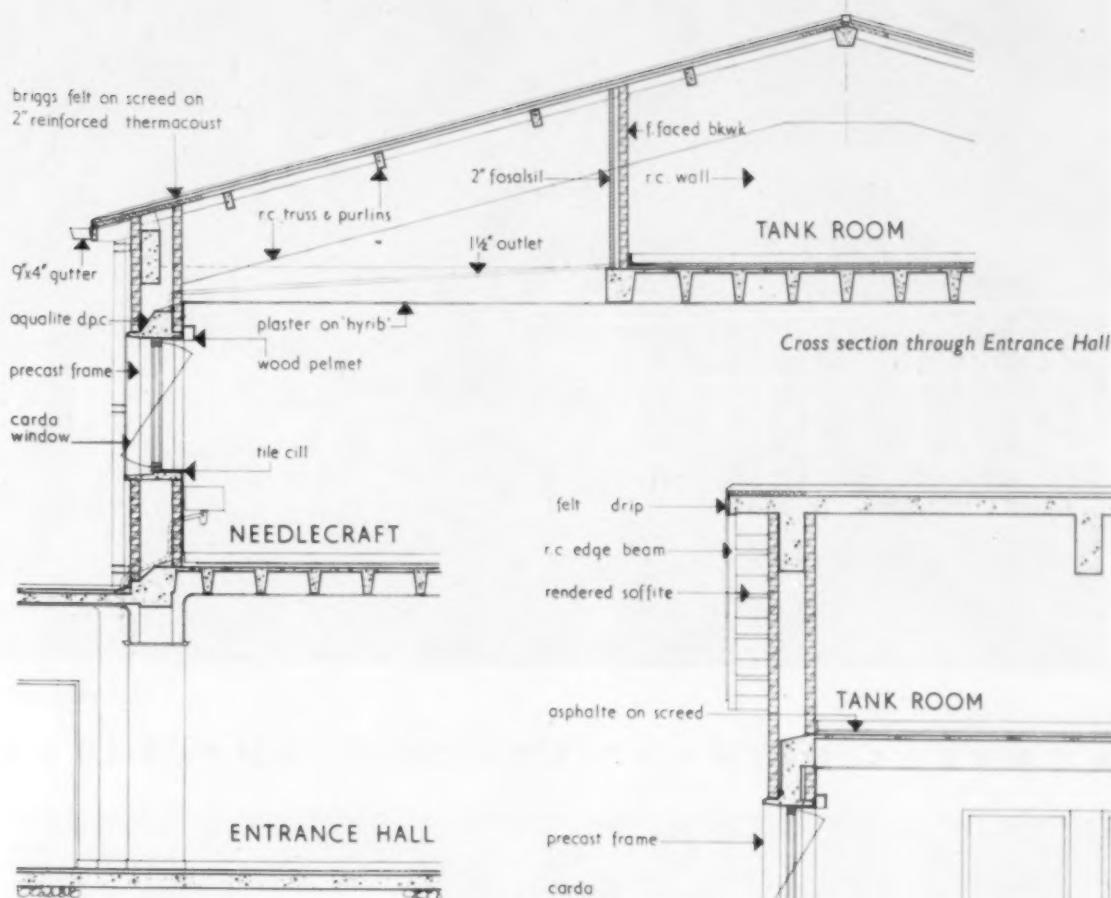 briggs felt on screed on
2" reinforced thermacoust
f. faced bkwk
2" fosalsil
r.c. wall
r.c. truss & purlins
TANK ROOM
1½" outlet
9"x4" gutter
aqualite d.p.c
plaster on 'hyrib'
Cross section through Entrance Hall
wood pelmet
precast frame
carda
window
tile cill
felt drip
NEEDLECRAFT
r.c edge beam
rendered soffite
TANK ROOM
asphalte on screed
ENTRANCE HALL
precast frame
carda